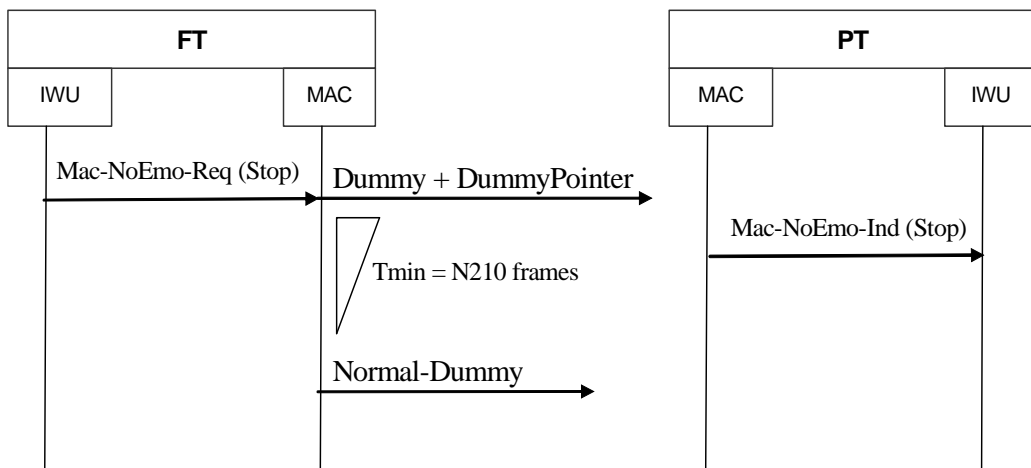 FT
PT
IWU
MAC
MAC
IWU
Mac-NoEmo-Req (Stop)
Dummy + DummyPointer
Mac-NoEmo-Ind (Stop)
Tmin = N210 frames
Normal-Dummy